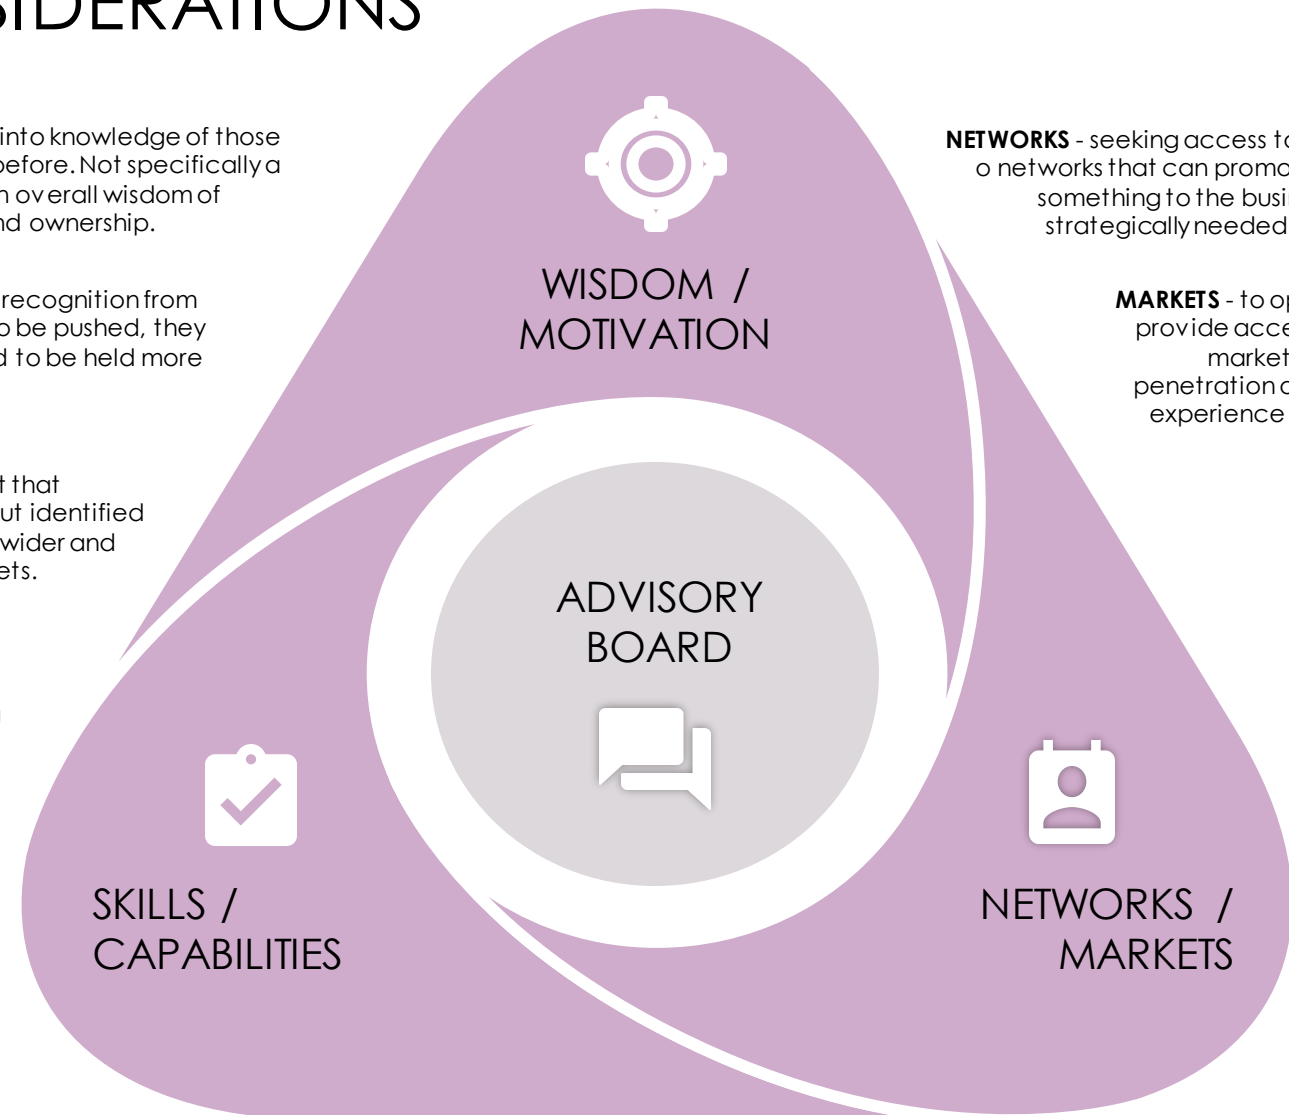 SIDERATIONS
into knowledge of those
before. Not specifically a
n overall wisdom of
nd ownership.
recognition from
o be pushed, they
d to be held more
t that
ut identified
wider and
ets.
NETWORKS - seeking access to
o networks that can promo
something to the busi
strategically needed
MARKETS - to op
provide acce
market
penetration
experience
WISDOM /
MOTIVATION
ADVISORY
BOARD
SKILLS /
CAPABILITIES
NETWORKS /
MARKETS